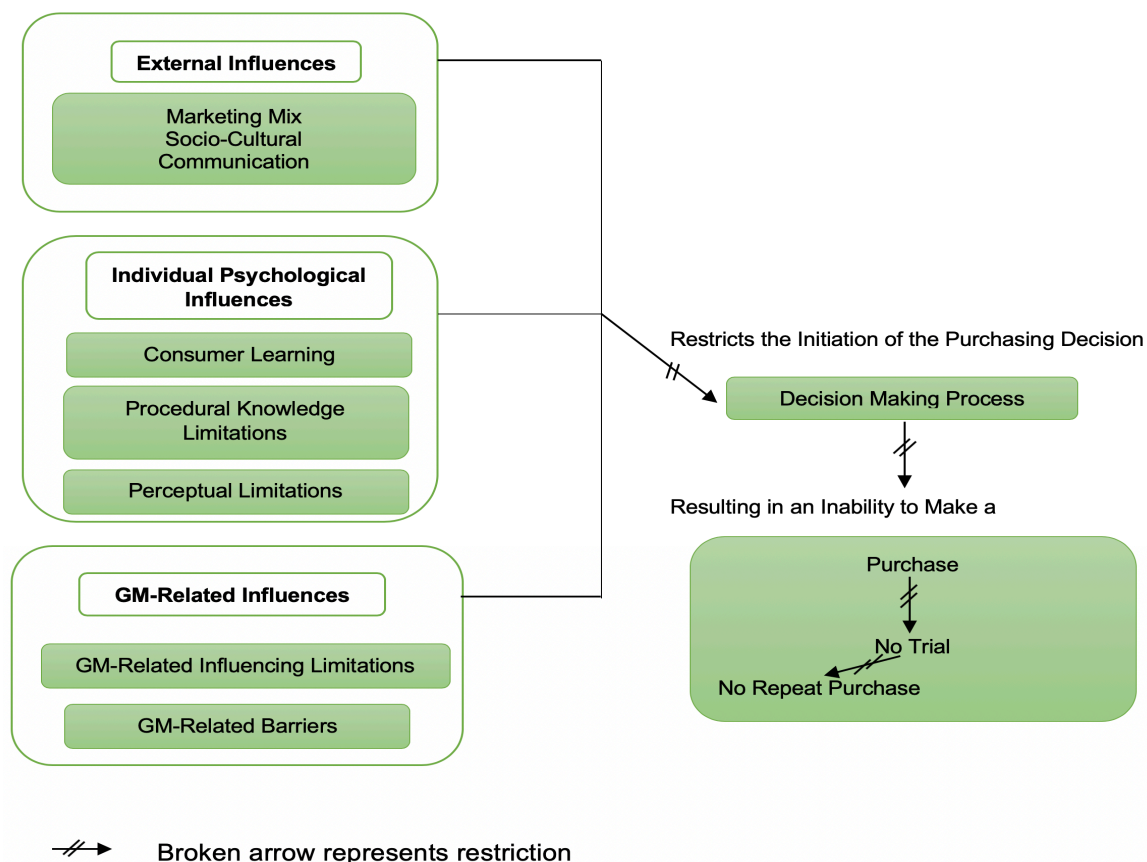 External Influences
Marketing Mix
Socio-Cultural
Communication
Individual Psychological
Influences
Consumer Learning
Procedural Knowledge
Limitations
Perceptual Limitations
GM-Related Influences
GM-Related Influencing Limitations
GM-Related Barriers
Restricts the Initiation of the Purchasing Decision
Decision Making Process
Resulting in an Inability to Make a
Purchase
No Trial
No Repeat Purchase
Broken arrow represents restriction